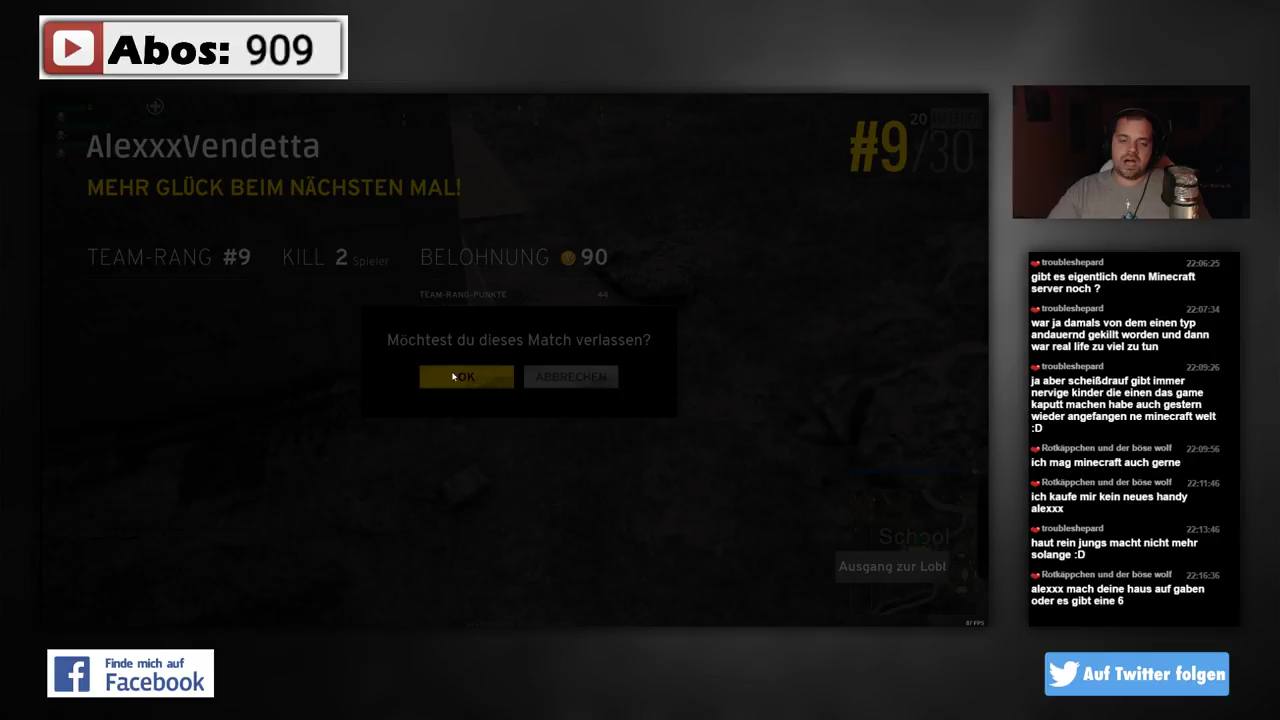 Abos: 909
AlexxxVendetta
MEHR GLÜCK BEIM NÄCHSTEN MAL!
20
#9/30
TEAM-RANG #9 KILL 2 Spieler BELOHNUNG 90
TEAM-RANG-PUNKTE 44
Möchtest du dieses Match verlassen?
OK ABBRECHEN
School
Ausgang zur Lobb
87 FPS
troubleshepard 22:06:25
gibt es eigentlich denn Minecraft
server noch ?
troubleshepard 22:07:34
war ja damals von dem einen typ
andauernd gekillt worden und dann
war real life zu viel zu tun
troubleshepard 22:09:26
ja aber scheißdrauf gibt immer
nervige kinder die einen das game
kaputt machen habe auch gestern
wieder angefangen ne minecraft welt
:D
Rotkäppchen und der böse wolf 22:09:56
ich mag minecraft auch gerne
Rotkäppchen und der böse wolf 22:11:46
ich kaufe mir kein neues handy
alexxx
troubleshepard 22:13:46
haut rein jungs macht nicht mehr
solange :D
Rotkäppchen und der böse wolf 22:16:36
alexxx mach deine haus auf gaben
oder es gibt eine 6
Finde mich auf
Facebook
Auf Twitter folgen